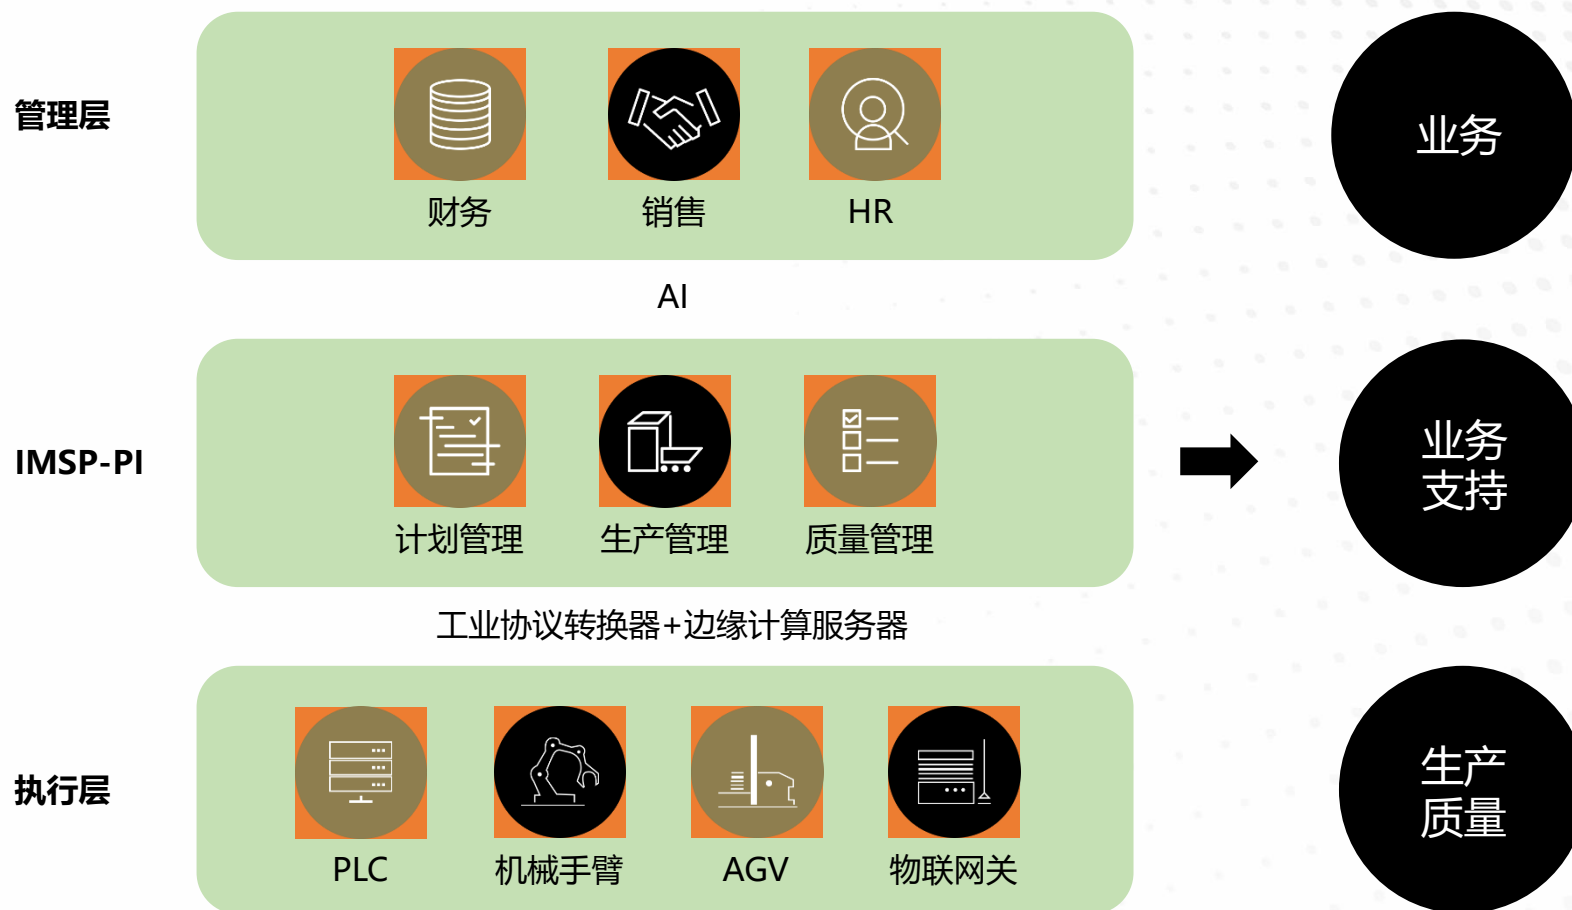 管理层
财务
销售
HR
业务
AI
IMSP-PI
计划管理
生产管理
质量管理
业务
支持
工业协议转换器+边缘计算服务器
执行层
PLC
机械手臂
AGV
物联网关
生产
质量